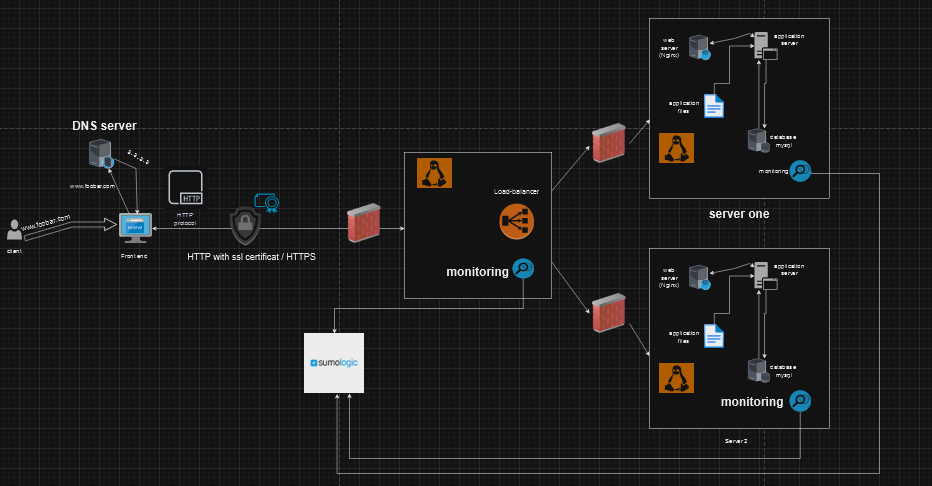 DNS server
8.8.8.8
www.foobar.com
www.foobar.com
client
www
Front end
HTTP
HTTP
protocol
HTTP with ssl certificat / HTTPS
Load-balancer
monitoring
sumologic
web
server
(Nginx)
application
server
application
files
database
mysql
monitoring
server one
web
server
(Nginx)
application
server
application
files
database
mysql
monitoring
Server 2